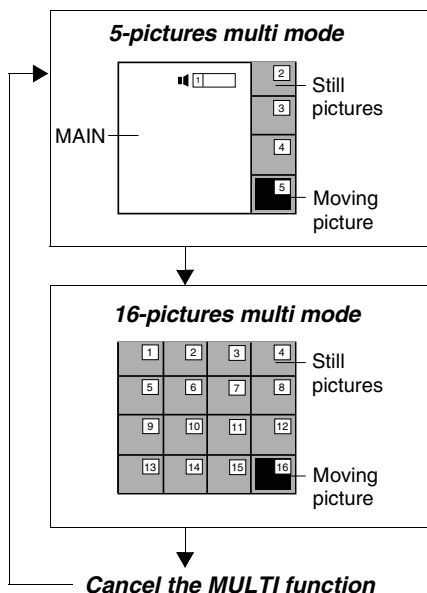 5-pictures multi mode
1
2
Still
pictures
3
MAIN
4
5
Moving
picture
16-pictures multi mode
1 2 3 4
Still
pictures
5 6 7 8
9 10 11 12
13 14 15 16
Moving
picture
Cancel the MULTI function